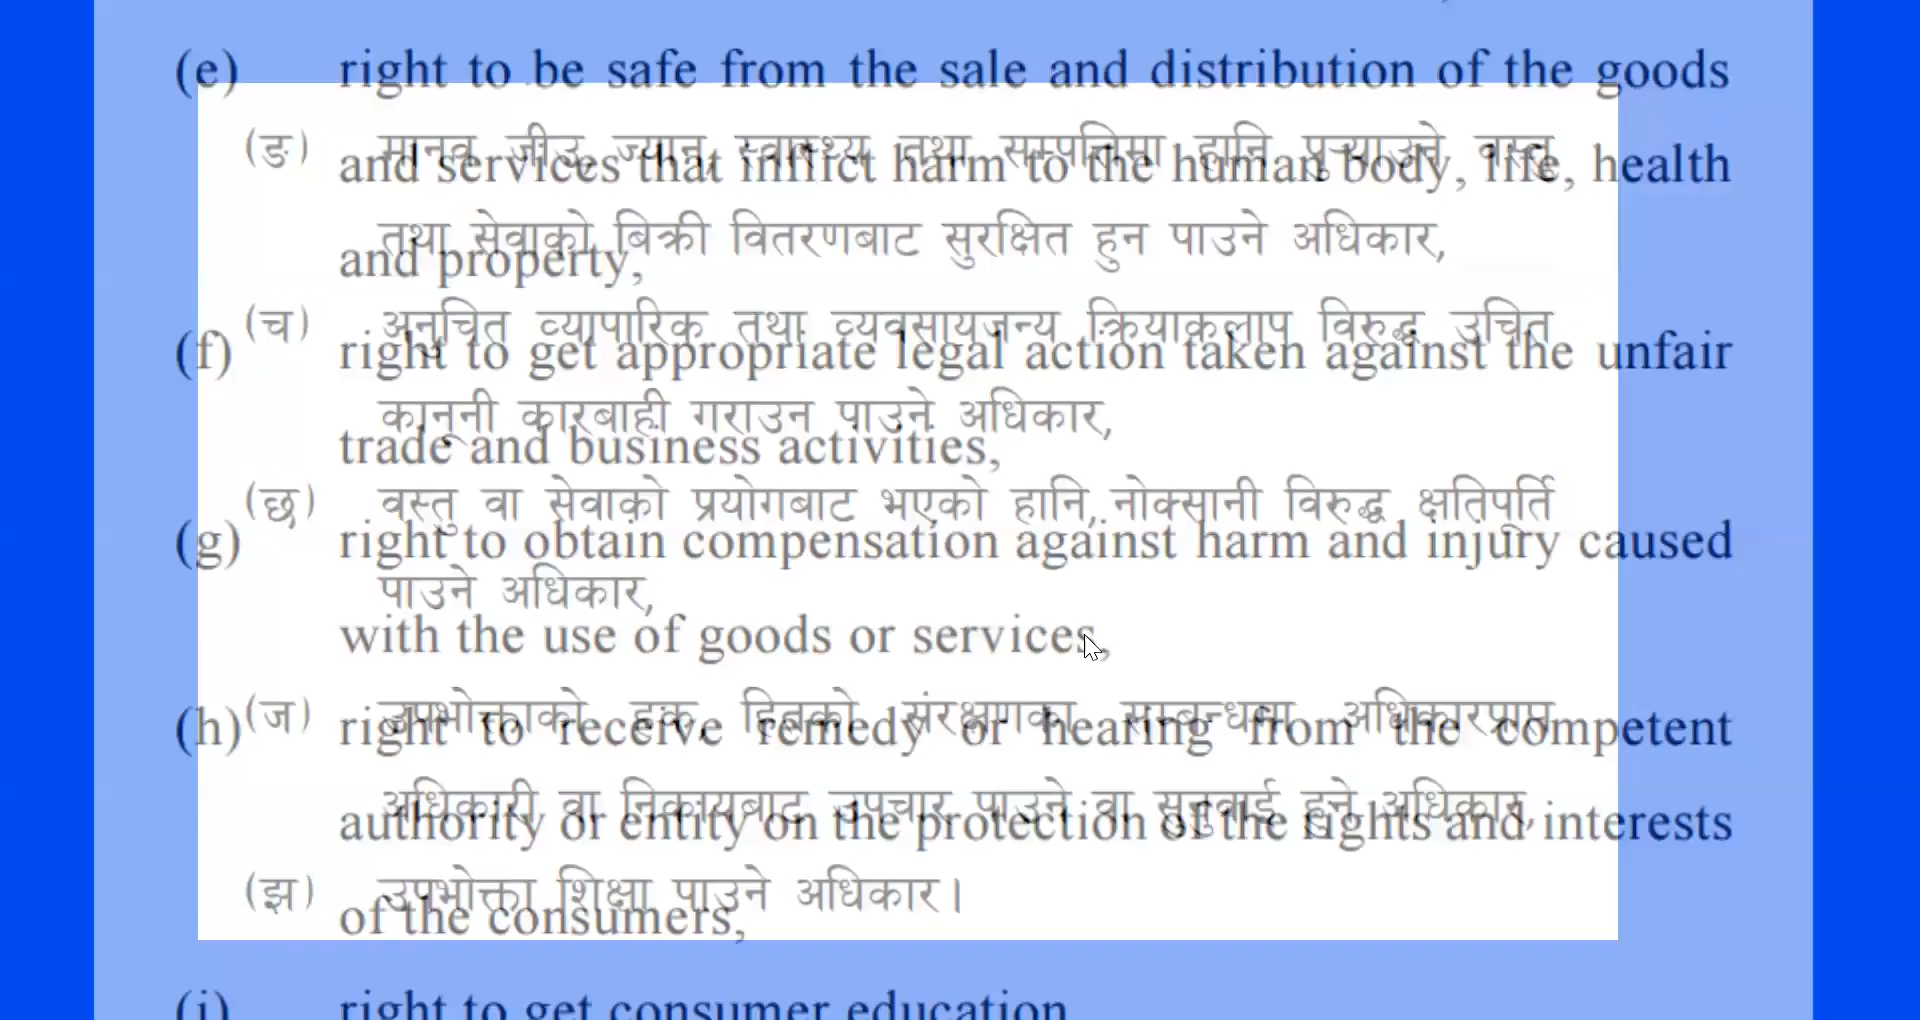 (e) right to be safe from the sale and distribution of the goods
(ङ) मानव जीउ, ज्यान, स्वास्थ्य तथा सम्पत्तिमा हानि पुऱ्याउने वस्तु
and services that inflict harm to the human body, life, health
तथा सेवाको बिक्री वितरणबाट सुरक्षित हुन पाउने अधिकार,
and property,
(च) अनुचित व्यापारिक तथा व्यवसायजन्य क्रियाकलाप विरुद्ध उचित
(f) right to get appropriate legal action taken against the unfair
कानूनी कारबाही गराउन पाउने अधिकार,
trade and business activities,
(छ) वस्तु वा सेवाको प्रयोगबाट भएको हानि, नोक्सानी विरुद्ध क्षतिपूर्ति
(g) right to obtain compensation against harm and injury caused
पाउने अधिकार,
with the use of goods or services,
(ज) उपभोक्ताको हक, हितको संरक्षणका सम्बन्धमा अधिकारप्राप्त
(h) right to receive remedy or hearing from the competent
अधिकारी वा निकायबाट उपचार पाउने वा सुनुवाई हुने अधिकार,
authority or entity on the protection of the rights and interests
(झ) उपभोक्ता शिक्षा पाउने अधिकार।
of the consumers,
(i) right to get consumer education